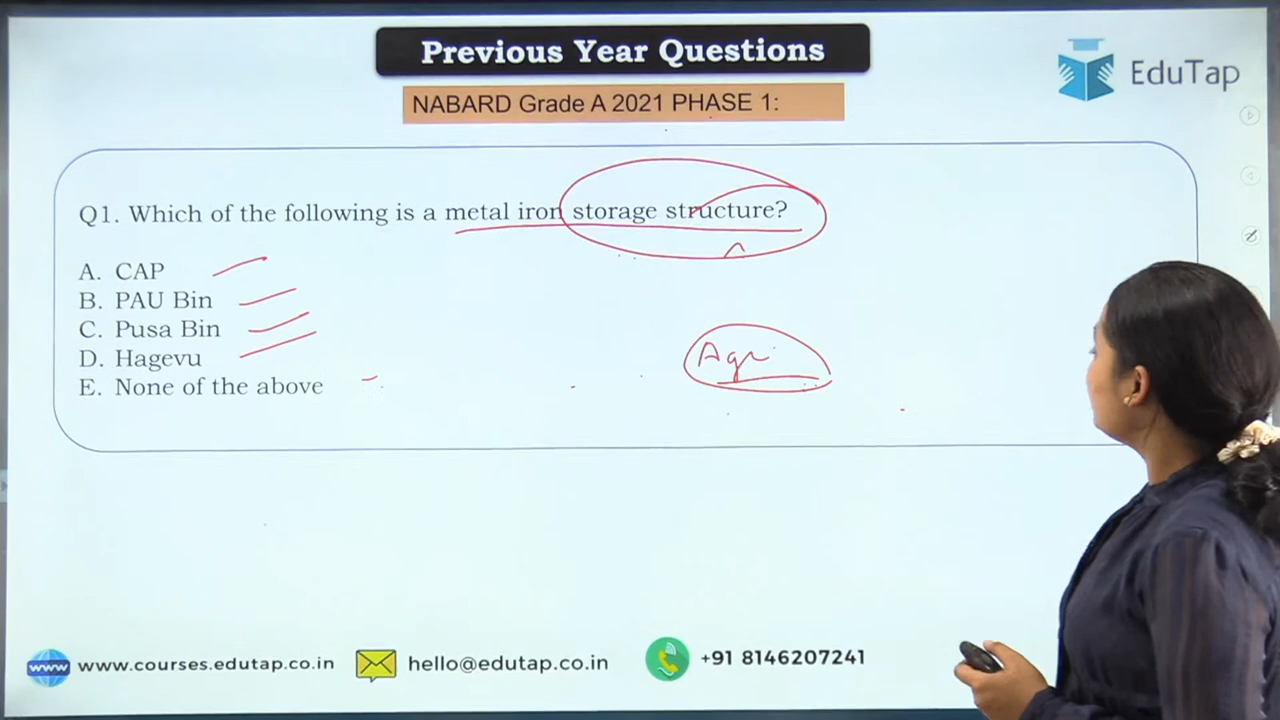 Previous Year Questions
EduTap
NABARD Grade A 2021 PHASE 1:
Q1. Which of the following is a metal iron storage structure?
A. CAP
B. PAU Bin
C. Pusa Bin
D. Hagevu
E. None of the above
Agr
www www.courses.edutap.co.in
hello@edutap.co.in
+91 8146207241